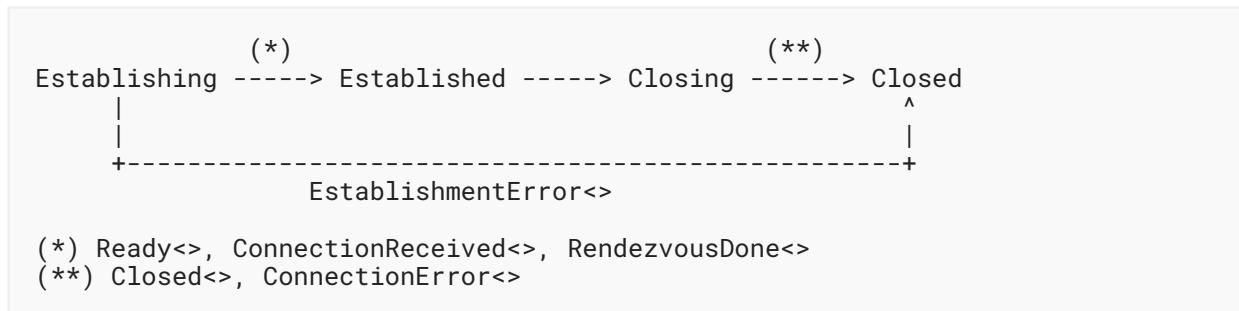 (*) (**)
Establishing -----> Established -----> Closing ------> Closed
| ^
| |
+---------------------------------------------------+
EstablishmentError<>
(*) Ready<>, ConnectionReceived<>, RendezvousDone<>
(**) Closed<>, ConnectionError<>